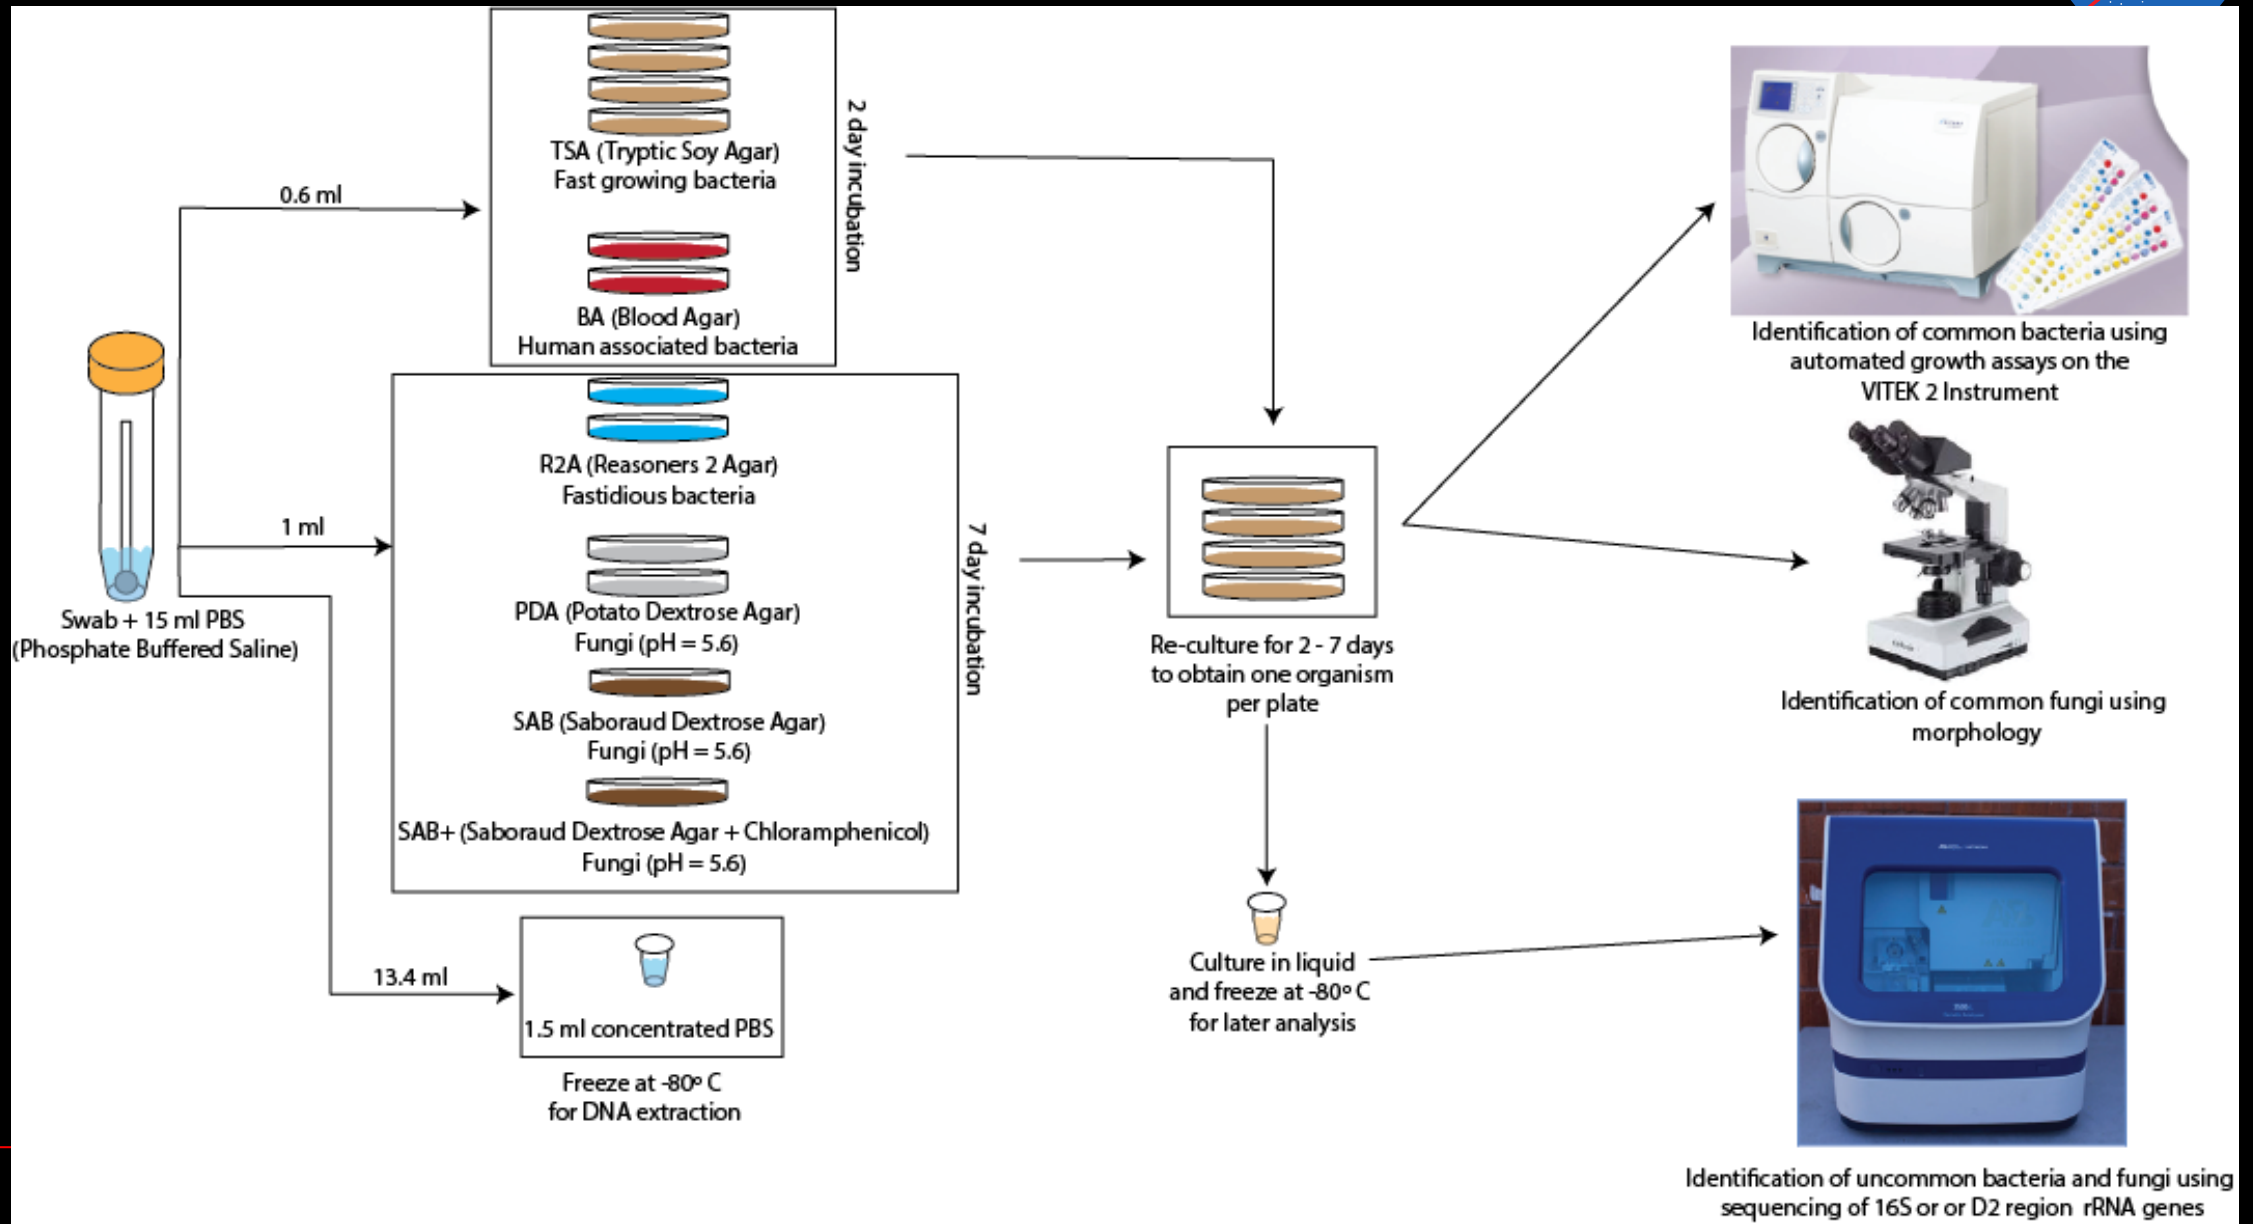 TSA (Tryptic Soy Agar)
Fast growing bacteria
BA (Blood Agar)
Human associated bacteria
2 day incubation
0.6 ml
Swab + 15 ml PBS
(Phosphate Buffered Saline)
1 ml
R2A (Reasoners 2 Agar)
Fastidious bacteria
PDA (Potato Dextrose Agar)
Fungi (pH = 5.6)
SAB (Saboraud Dextrose Agar)
Fungi (pH = 5.6)
SAB+ (Saboraud Dextrose Agar + Chloramphenicol)
Fungi (pH = 5.6)
7 day incubation
13.4 ml
1.5 ml concentrated PBS
Freeze at -80º C
for DNA extraction
Re-culture for 2 - 7 days
to obtain one organism
per plate
Culture in liquid
and freeze at -80º C
for later analysis
Identification of common bacteria using
automated growth assays on the
VITEK 2 Instrument
Identification of common fungi using
morphology
Identification of uncommon bacteria and fungi using
sequencing of 16S or or D2 region rRNA genes